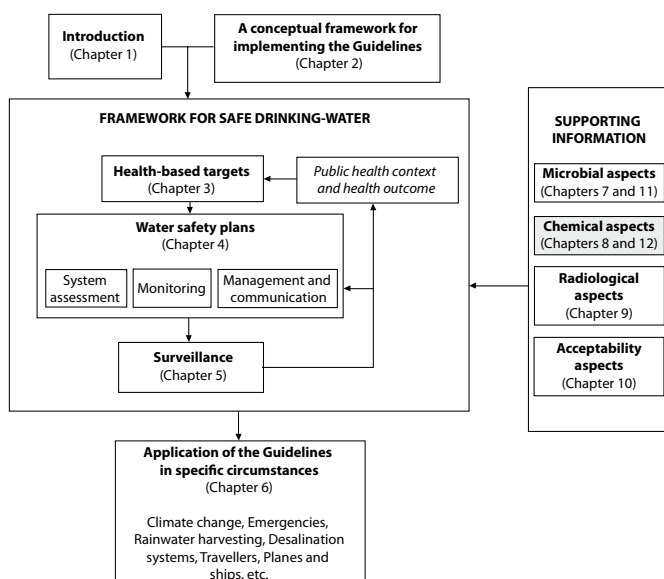 Introduction
(Chapter 1)
A conceptual framework for
implementing the Guidelines
(Chapter 2)
FRAMEWORK FOR SAFE DRINKING-WATER
Health-based targets
(Chapter 3)
Public health context
and health outcome
Water safety plans
(Chapter 4)
System
assessment
Monitoring
Management and
communication
Surveillance
(Chapter 5)
SUPPORTING
INFORMATION
Microbial aspects
(Chapters 7 and 11)
Chemical aspects
(Chapters 8 and 12)
Radiological
aspects
(Chapter 9)
Acceptability
aspects
(Chapter 10)
Application of the Guidelines
in specific circumstances
(Chapter 6)
Climate change, Emergencies,
Rainwater harvesting, Desalination
systems, Travellers, Planes and
ships, etc.